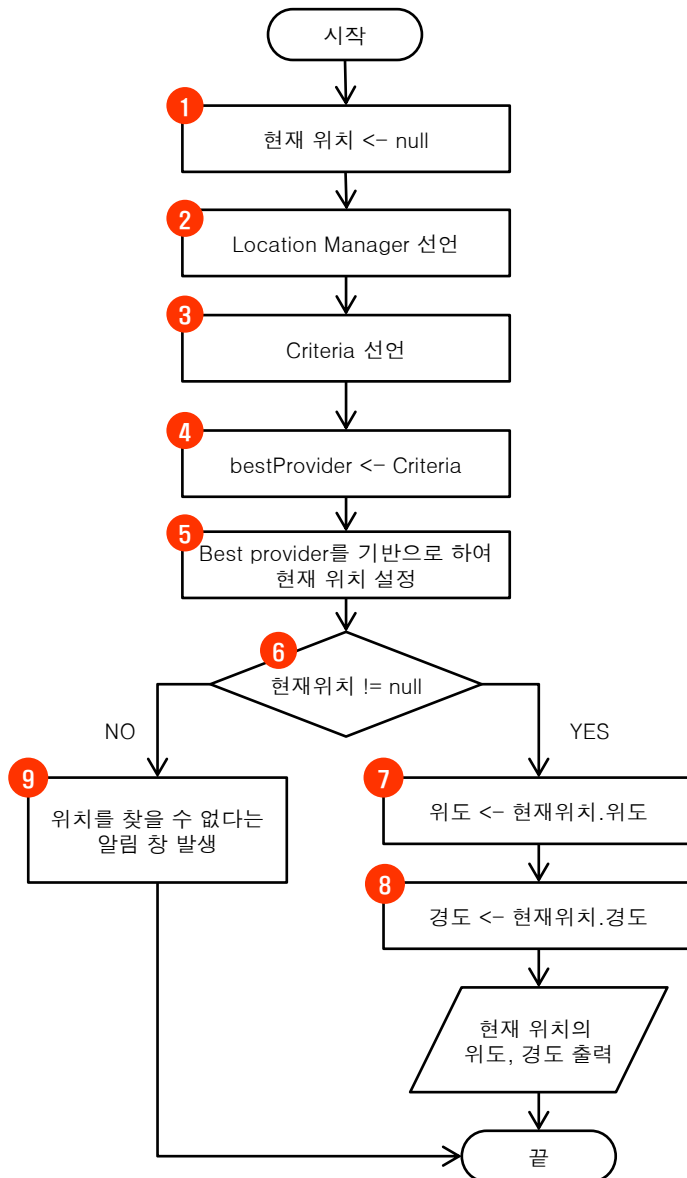 시작
1
현재 위치 <- null
2
Location Manager 선언
3
Criteria 선언
4
bestProvider <- Criteria
5
Best provider를 기반으로 하여
현재 위치 설정
6
현재위치 != null
NO
YES
9
위치를 찾을 수 없다는
알림 창 발생
7
위도 <- 현재위치.위도
8
경도 <- 현재위치.경도
현재 위치의
위도, 경도 출력
끝